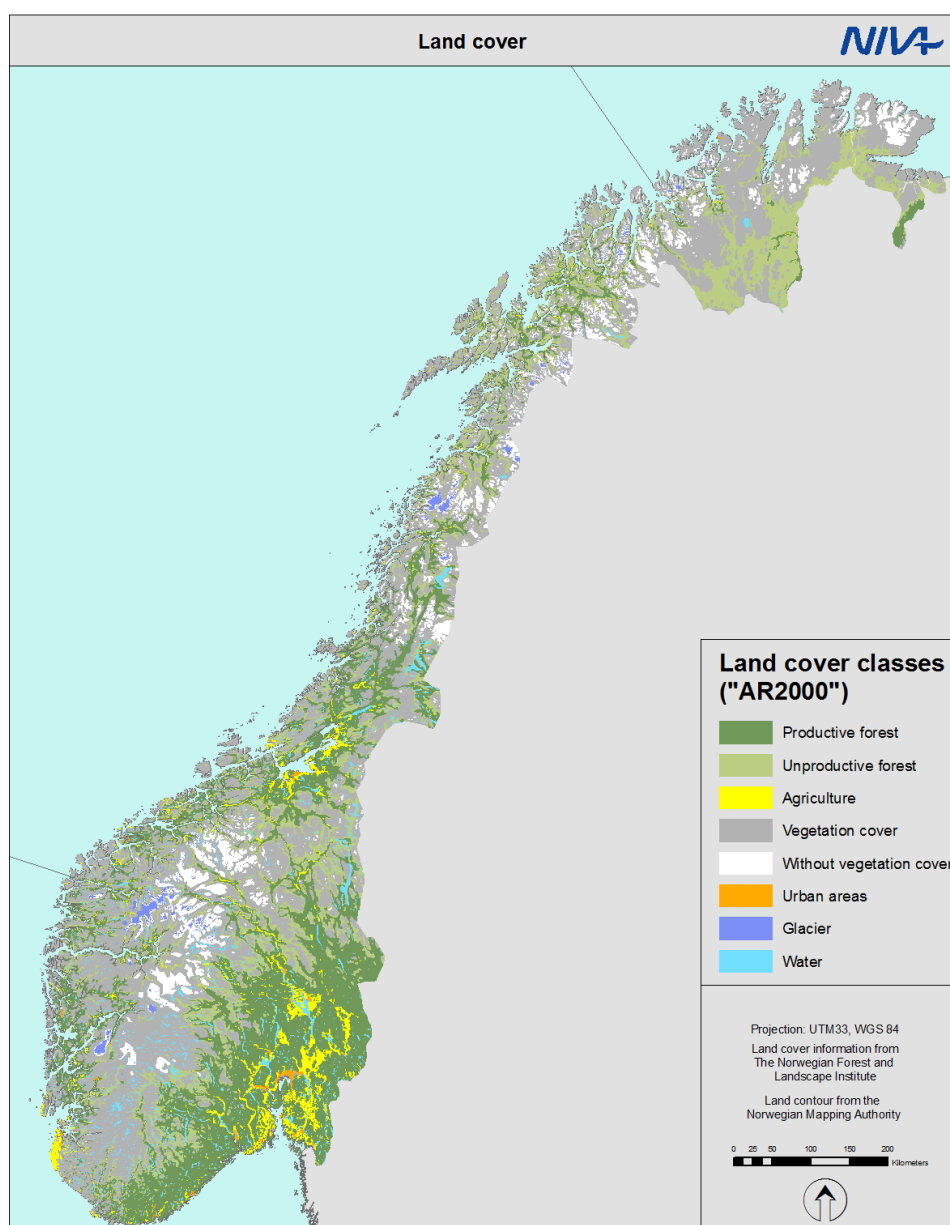 Land cover
NIVA
Land cover classes
("AR2000")
Productive forest
Unproductive forest
Agriculture
Vegetation cover
Without vegetation cover
Urban areas
Glacier
Water
Projection: UTM33, WGS 84
Land cover information from
The Norwegian Forest and
Landscape Institute
Land contour from the
Norwegian Mapping Authority
0 25 50 100 150 200
Kilometers